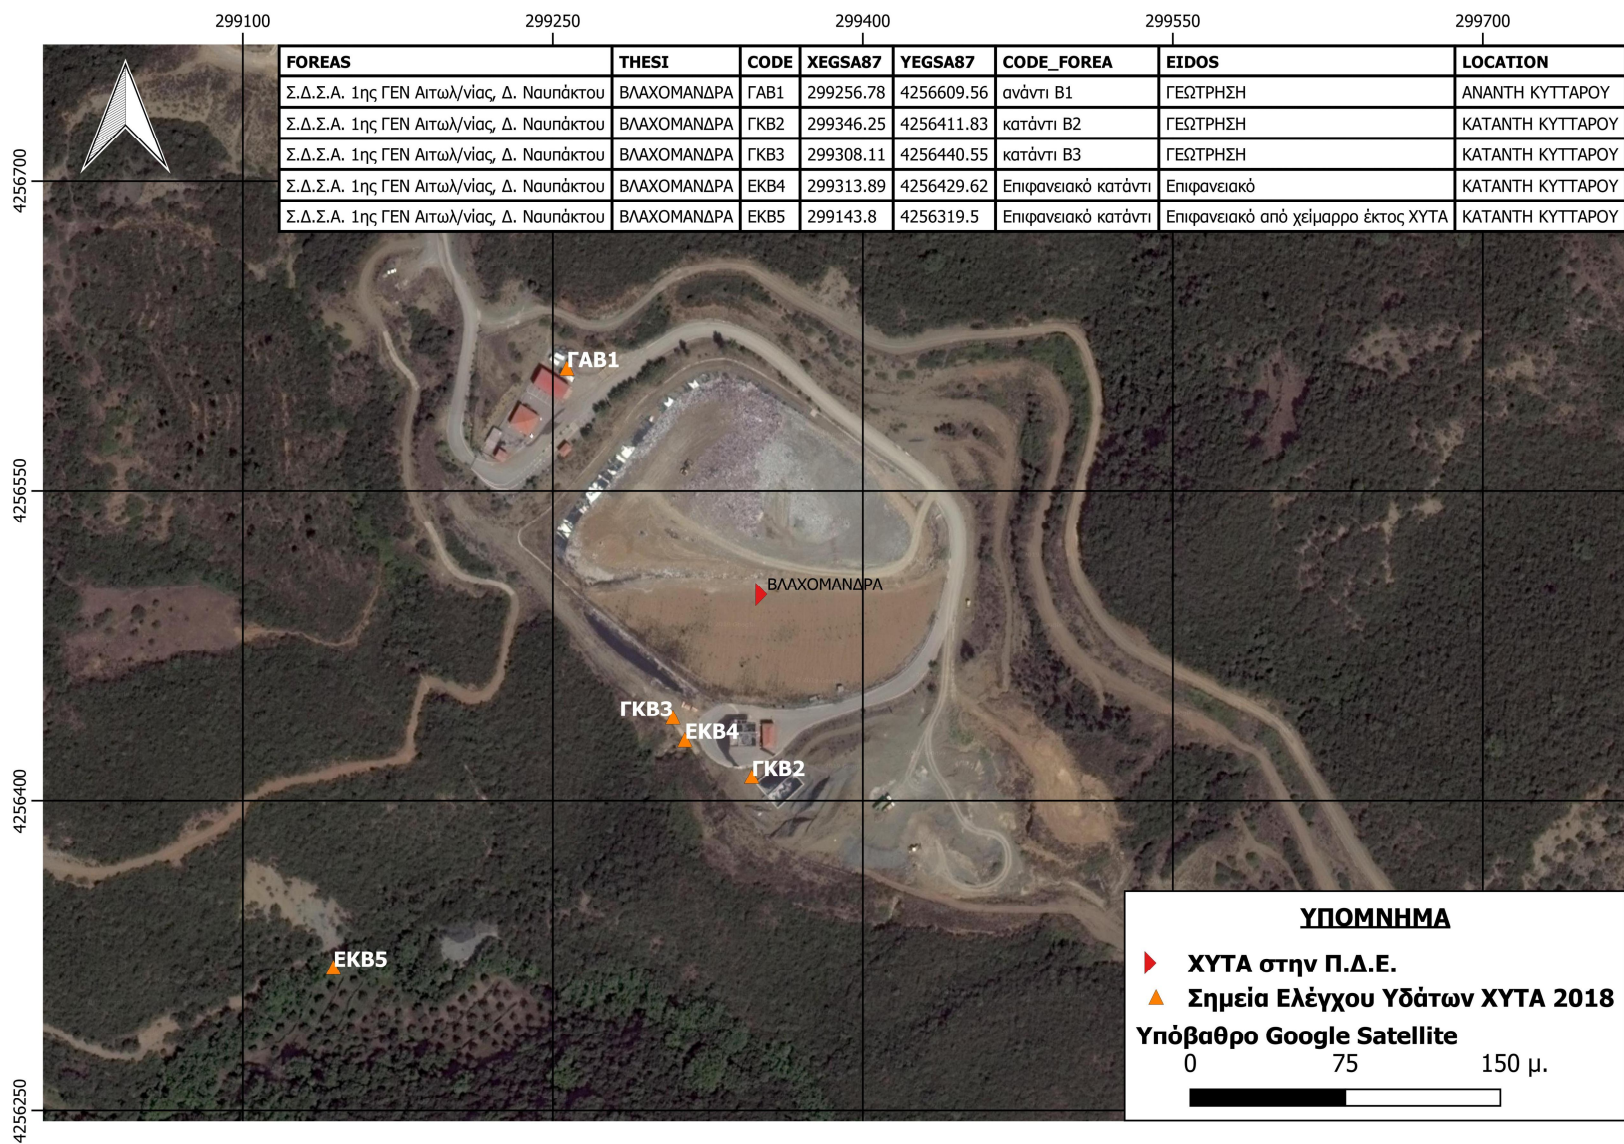 299100 299250 299400 299550 299700
FOREAS THESI CODE XEGSA87 YEGSA87 CODE_FOREA EIDOS LOCATION
Σ.Δ.Σ.Α. 1ης ΓΕΝ Αιτωλ/νίας, Δ. Ναυπάκτου ΒΛΑΧΟΜΑΝΔΡΑ ΓΑΒ1 299256.78 4256609.56 ανάντι Β1 ΓΕΩΤΡΗΣΗ ΑΝΑΝΤΗ ΚΥΤΤΑΡΟΥ
Σ.Δ.Σ.Α. 1ης ΓΕΝ Αιτωλ/νίας, Δ. Ναυπάκτου ΒΛΑΧΟΜΑΝΔΡΑ ΓΚΒ2 299346.25 4256411.83 κατάντι Β2 ΓΕΩΤΡΗΣΗ ΚΑΤΑΝΤΗ ΚΥΤΤΑΡΟΥ
Σ.Δ.Σ.Α. 1ης ΓΕΝ Αιτωλ/νίας, Δ. Ναυπάκτου ΒΛΑΧΟΜΑΝΔΡΑ ΓΚΒ3 299308.11 4256440.55 κατάντι Β3 ΓΕΩΤΡΗΣΗ ΚΑΤΑΝΤΗ ΚΥΤΤΑΡΟΥ
Σ.Δ.Σ.Α. 1ης ΓΕΝ Αιτωλ/νίας, Δ. Ναυπάκτου ΒΛΑΧΟΜΑΝΔΡΑ ΕΚΒ4 299313.89 4256429.62 Επιφανειακό κατάντι Επιφανειακό ΚΑΤΑΝΤΗ ΚΥΤΤΑΡΟΥ
Σ.Δ.Σ.Α. 1ης ΓΕΝ Αιτωλ/νίας, Δ. Ναυπάκτου ΒΛΑΧΟΜΑΝΔΡΑ ΕΚΒ5 299143.8 4256319.5 Επιφανειακό κατάντι Επιφανειακό από χείμαρρο έκτος ΧΥΤΑ ΚΑΤΑΝΤΗ ΚΥΤΤΑΡΟΥ
4256700
ΓΑΒ1
4256550
ΒΛΑΧΟΜΑΝΔΡΑ
ΓΚΒ3
ΕΚΒ4
ΓΚΒ2
4256400
ΕΚΒ5
4256250
ΥΠΟΜΝΗΜΑ
ΧΥΤΑ στην Π.Δ.Ε.
Σημεία Ελέγχου Υδάτων ΧΥΤΑ 2018
Υπόβαθρο Google Satellite
0 75 150 μ.